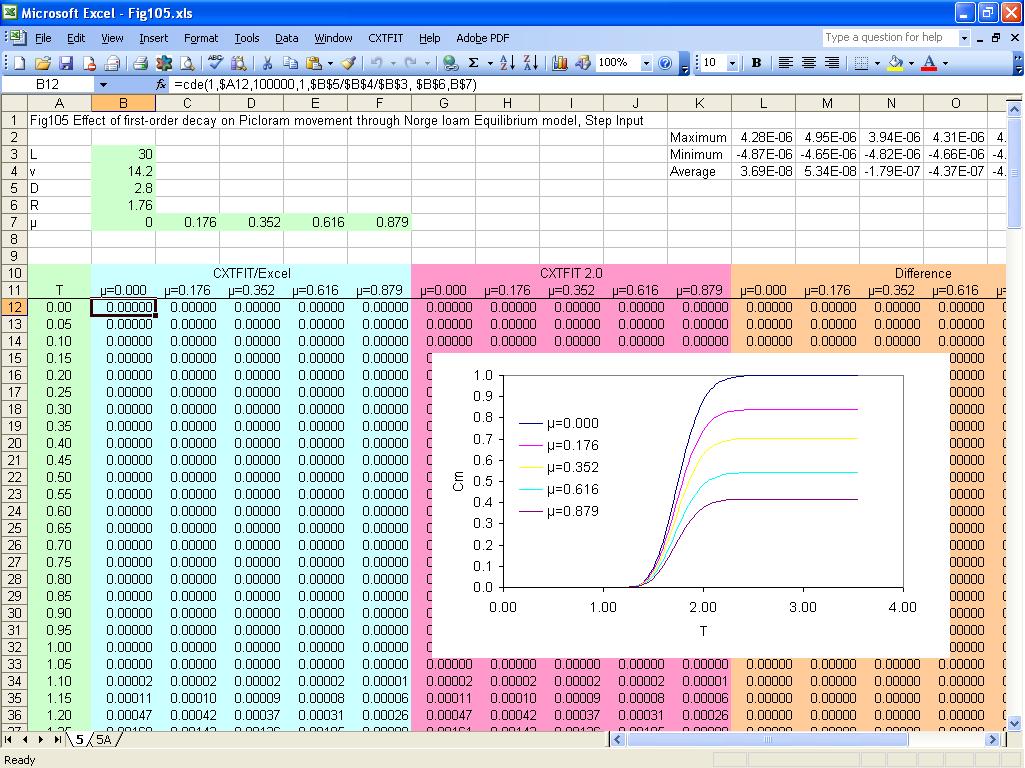 Microsoft Excel - Fig105.xls
File Edit View Insert Format Tools Data Window CXTFIT Help Adobe PDF Type a question for help
100% 10 B A
B12 fx =cde(1,$A12,100000,1,$B$5/$B$4/$B$3, $B$6,B$7)
A B C D E F G H I J K L M N O
1 Fig105 Effect of first-order decay on Picloram movement through Norge loam Equilibrium model, Step Input
2 Maximum 4.28E-06 4.95E-06 3.94E-06 4.31E-06 4.
3 L 30 Minimum -4.87E-06 -4.65E-06 -4.82E-06 -4.66E-06 -4.
4 v 14.2 Average 3.69E-08 5.34E-08 -1.79E-07 -4.37E-07 -4.
5 D 2.8
6 R 1.76
7 μ 0 0.176 0.352 0.616 0.879
8
9
10 CXTFIT/Excel CXTFIT 2.0 Difference
11 T μ=0.000 μ=0.176 μ=0.352 μ=0.616 μ=0.879 μ=0.000 μ=0.176 μ=0.352 μ=0.616 μ=0.879 μ=0.000 μ=0.176 μ=0.352 μ=0.616 μ=
12 0.00 0.00000 0.00000 0.00000 0.00000 0.00000 0.00000 0.00000 0.00000 0.00000 0.00000 0.00000 0.00000 0.00000 0.00000
13 0.05 0.00000 0.00000 0.00000 0.00000 0.00000 0.00000 0.00000 0.00000 0.00000 0.00000 0.00000 0.00000 0.00000 0.00000
14 0.10 0.00000 0.00000 0.00000 0.00000 0.00000 0.00000 0.00000 0.00000 0.00000 0.00000 0.00000 0.00000 0.00000 0.00000
15 0.15 0.00000 0.00000 0.00000 0.00000 0.00000 00000
16 0.20 0.00000 0.00000 0.00000 0.00000 0.00000 00000
17 0.25 0.00000 0.00000 0.00000 0.00000 0.00000 00000
18 0.30 0.00000 0.00000 0.00000 0.00000 0.00000 00000
19 0.35 0.00000 0.00000 0.00000 0.00000 0.00000 00000
20 0.40 0.00000 0.00000 0.00000 0.00000 0.00000 00000
21 0.45 0.00000 0.00000 0.00000 0.00000 0.00000 00000
22 0.50 0.00000 0.00000 0.00000 0.00000 0.00000 00000
23 0.55 0.00000 0.00000 0.00000 0.00000 0.00000 00000
24 0.60 0.00000 0.00000 0.00000 0.00000 0.00000 00000
25 0.65 0.00000 0.00000 0.00000 0.00000 0.00000 00000
26 0.70 0.00000 0.00000 0.00000 0.00000 0.00000 00000
27 0.75 0.00000 0.00000 0.00000 0.00000 0.00000 00000
28 0.80 0.00000 0.00000 0.00000 0.00000 0.00000 00000
29 0.85 0.00000 0.00000 0.00000 0.00000 0.00000 00000
30 0.90 0.00000 0.00000 0.00000 0.00000 0.00000 00000
31 0.95 0.00000 0.00000 0.00000 0.00000 0.00000 00000
32 1.00 0.00000 0.00000 0.00000 0.00000 0.00000 00000
33 1.05 0.00000 0.00000 0.00000 0.00000 0.00000 0.00000 0.00000 0.00000 0.00000 0.00000 0.00000 0.00000 0.00000 0.00000
34 1.10 0.00002 0.00002 0.00002 0.00002 0.00001 0.00002 0.00002 0.00002 0.00002 0.00001 0.00000 0.00000 0.00000 0.00000
35 1.15 0.00011 0.00010 0.00009 0.00008 0.00006 0.00011 0.00010 0.00009 0.00008 0.00006 0.00000 0.00000 0.00000 0.00000
36 1.20 0.00047 0.00042 0.00037 0.00031 0.00026 0.00047 0.00042 0.00037 0.00031 0.00026 0.00000 0.00000 0.00000 0.00000
1.0
0.9
0.8
0.7
0.6
0.5
0.4
0.3
0.2
0.1
0.0
Cm
μ=0.000
μ=0.176
μ=0.352
μ=0.616
μ=0.879
0.00 1.00 2.00 3.00 4.00
T
5 5A
Ready